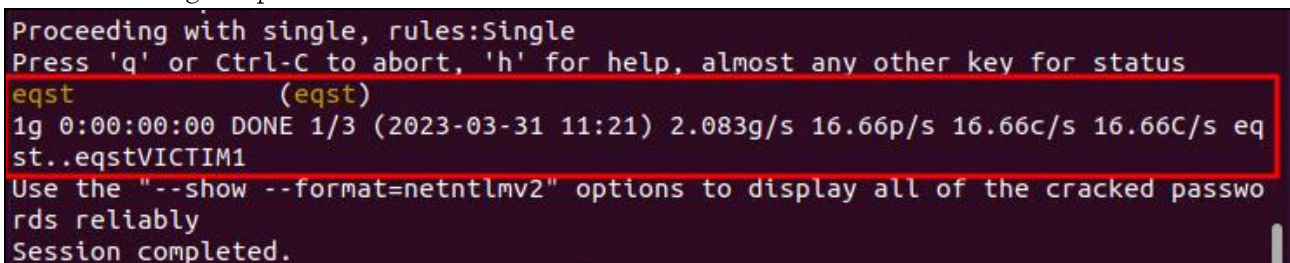 Proceeding with single, rules:Single
Press 'q' or Ctrl-C to abort, 'h' for help, almost any other key for status
eqst             (eqst)
1g 0:00:00:00 DONE 1/3 (2023-03-31 11:21) 2.083g/s 16.66p/s 16.66c/s 16.66C/s eq
st..eqstVICTIM1
Use the "--show --format=netntlmv2" options to display all of the cracked passwo
rds reliably
Session completed.